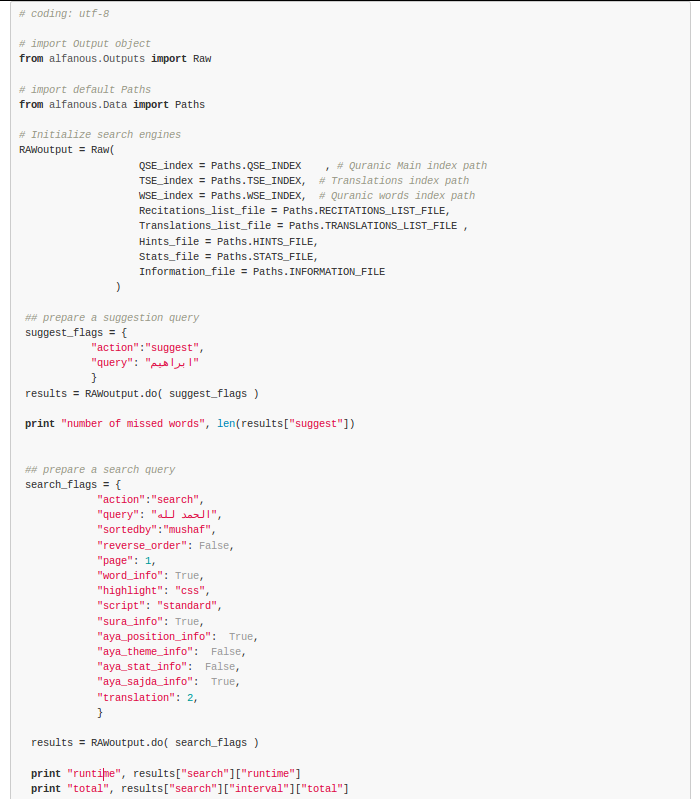 # coding: utf-8
# import Output object
from alfanous.Outputs import Raw
# import default Paths
from alfanous.Data import Paths
# Initialize search engines
RAWoutput = Raw(
QSE_index = Paths.QSE_INDEX    , # Quranic Main index path
TSE_index = Paths.TSE_INDEX,  # Translations index path
WSE_index = Paths.WSE_INDEX,  # Quranic words index path
Recitations_list_file = Paths.RECITATIONS_LIST_FILE,
Translations_list_file = Paths.TRANSLATIONS_LIST_FILE ,
Hints_file = Paths.HINTS_FILE,
Stats_file = Paths.STATS_FILE,
Information_file = Paths.INFORMATION_FILE
)
## prepare a suggestion query
suggest_flags = {
"action":"suggest",
"query": "ابراهيم"
}
results = RAWoutput.do( suggest_flags )
print "number of missed words", len(results["suggest"])
## prepare a search query
search_flags = {
"action":"search",
"query": "الحمد لله",
"sortedby":"mushaf",
"reverse_order": False,
"page": 1,
"word_info": True,
"highlight": "css",
"script": "standard",
"sura_info": True,
"aya_position_info":  True,
"aya_theme_info":  False,
"aya_stat_info":  False,
"aya_sajda_info":  True,
"translation": 2,
}
results = RAWoutput.do( search_flags )
print "runtime", results["search"]["runtime"]
print "total", results["search"]["interval"]["total"]